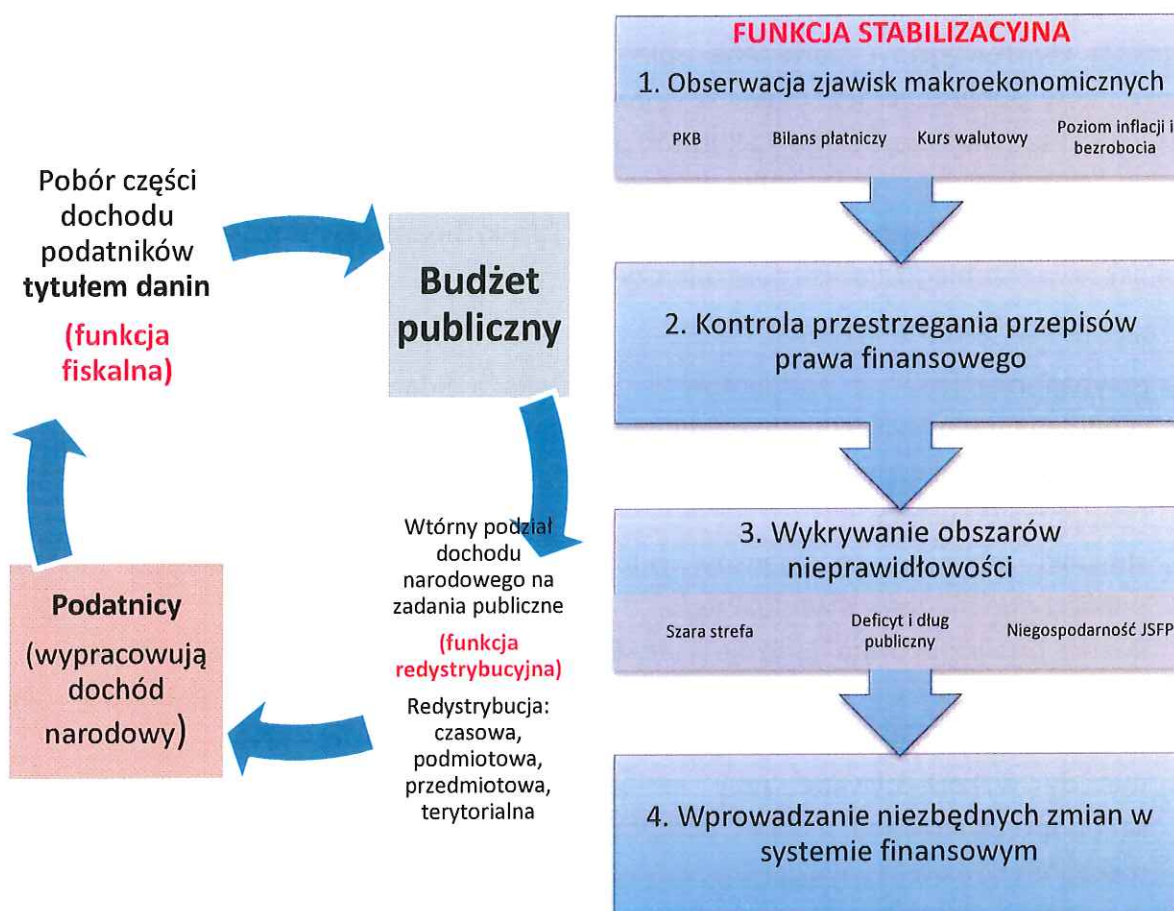 Pobór części
dochodu
podatników
tytułem danin
(funkcja
fiskalna)
Budżet
publiczny
Wtórny podział
dochodu
narodowego na
zadania publiczne
(funkcja
redystrybucyjna)
Redystrybucja:
czasowa,
podmiotowa,
przedmiotowa,
terytorialna
Podatnicy
(wypracowują
dochód
narodowy)
FUNKCJA STABILIZACYJNA
1. Obserwacja zjawisk makroekonomicznych
PKB
Bilans płatniczy
Kurs walutowy
Poziom inflacji i
bezrobocia
2. Kontrola przestrzegania przepisów
prawa finansowego
3. Wykrywanie obszarów
nieprawidłowości
Szara strefa
Deficyt i dług
publiczny
Niegospodarność JSFP
4. Wprowadzanie niezbędnych zmian w
systemie finansowym